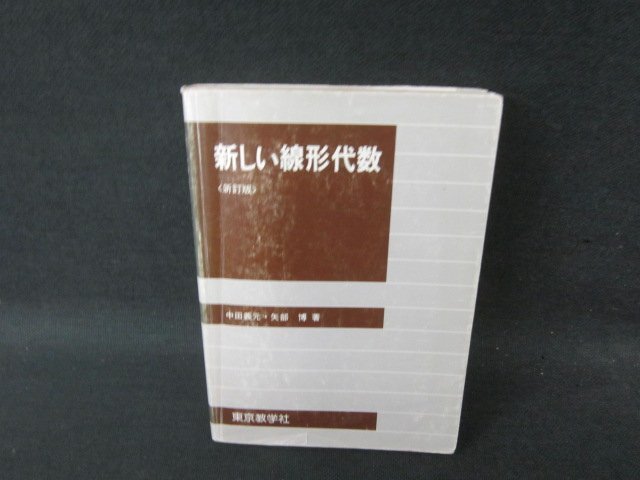 新しい線形代数
〈新訂版〉
中田義元・矢部 博 著
東京教学社